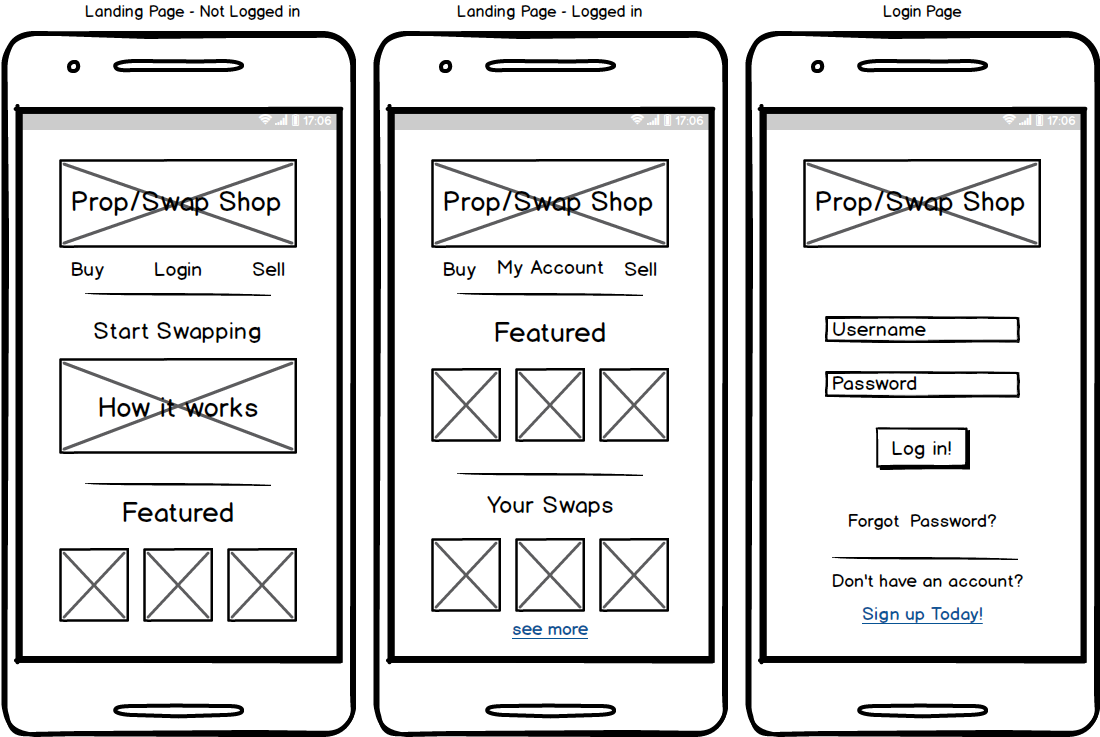 Landing Page - Not Logged in
17:06
Prop/Swap Shop
Buy Login Sell
Start Swapping
How it works
Featured
Landing Page - Logged in
17:06
Prop/Swap Shop
Buy My Account Sell
Featured
Your Swaps
see more
Login Page
17:06
Prop/Swap Shop
Username
Password
Log in!
Forgot Password?
Don't have an account?
Sign up Today!